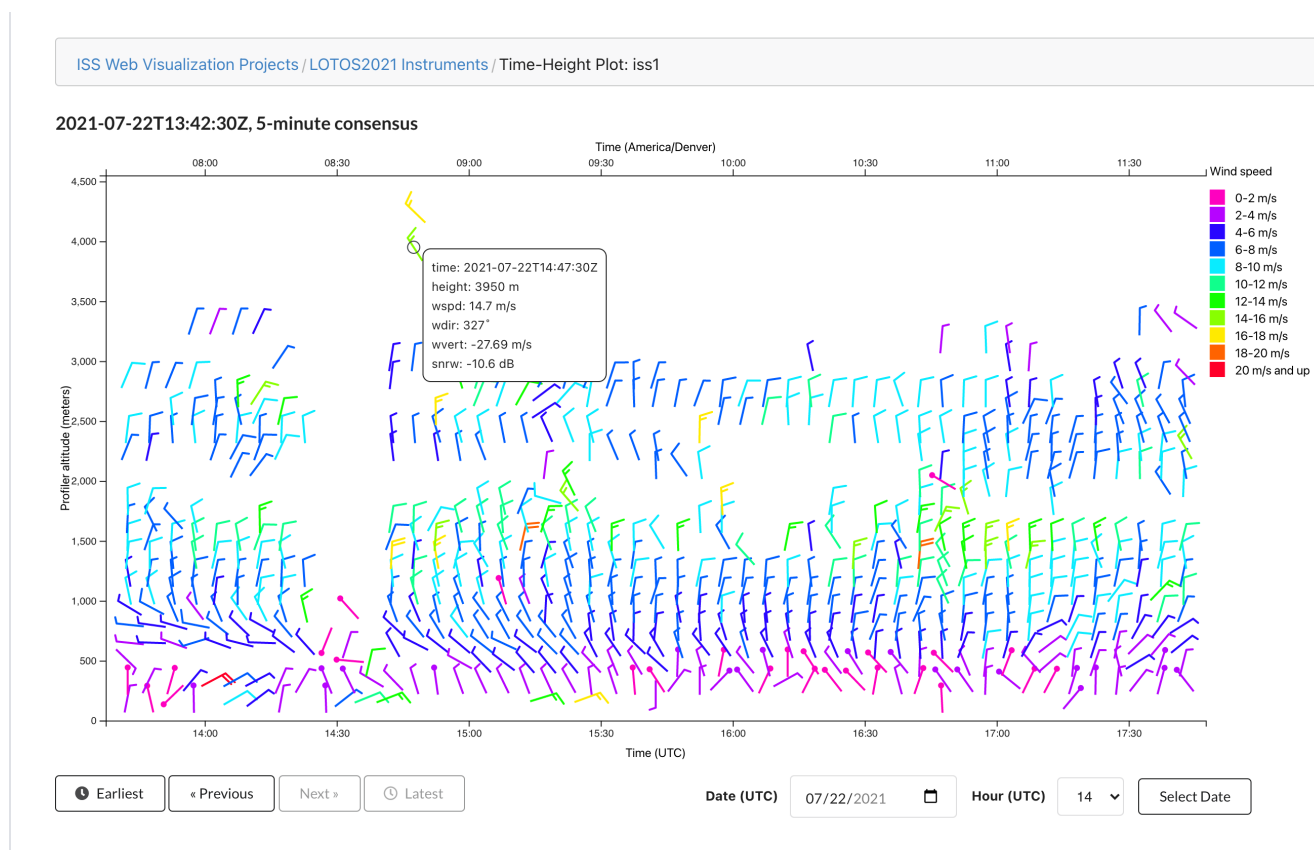 ISS Web Visualization Projects / LOTOS2021 Instruments / Time-Height Plot: iss1
2021-07-22T13:42:30Z, 5-minute consensus
Time (America/Denver)
08:00 08:30 09:00 09:30 10:00 10:30 11:00 11:30
Wind speed
0-2 m/s
2-4 m/s
4-6 m/s
6-8 m/s
8-10 m/s
10-12 m/s
12-14 m/s
14-16 m/s
16-18 m/s
18-20 m/s
20 m/s and up
Profiler altitude (meters)
4,500
4,000
3,500
3,000
2,500
2,000
1,500
1,000
500
0
time: 2021-07-22T14:47:30Z
height: 3950 m
wspd: 14.7 m/s
wdir: 327°
wvert: -27.69 m/s
snrw: -10.6 dB
14:00 14:30 15:00 15:30 16:00 16:30 17:00 17:30
Time (UTC)
Earliest « Previous Next » Latest
Date (UTC) 07/22/2021 Hour (UTC) 14 Select Date